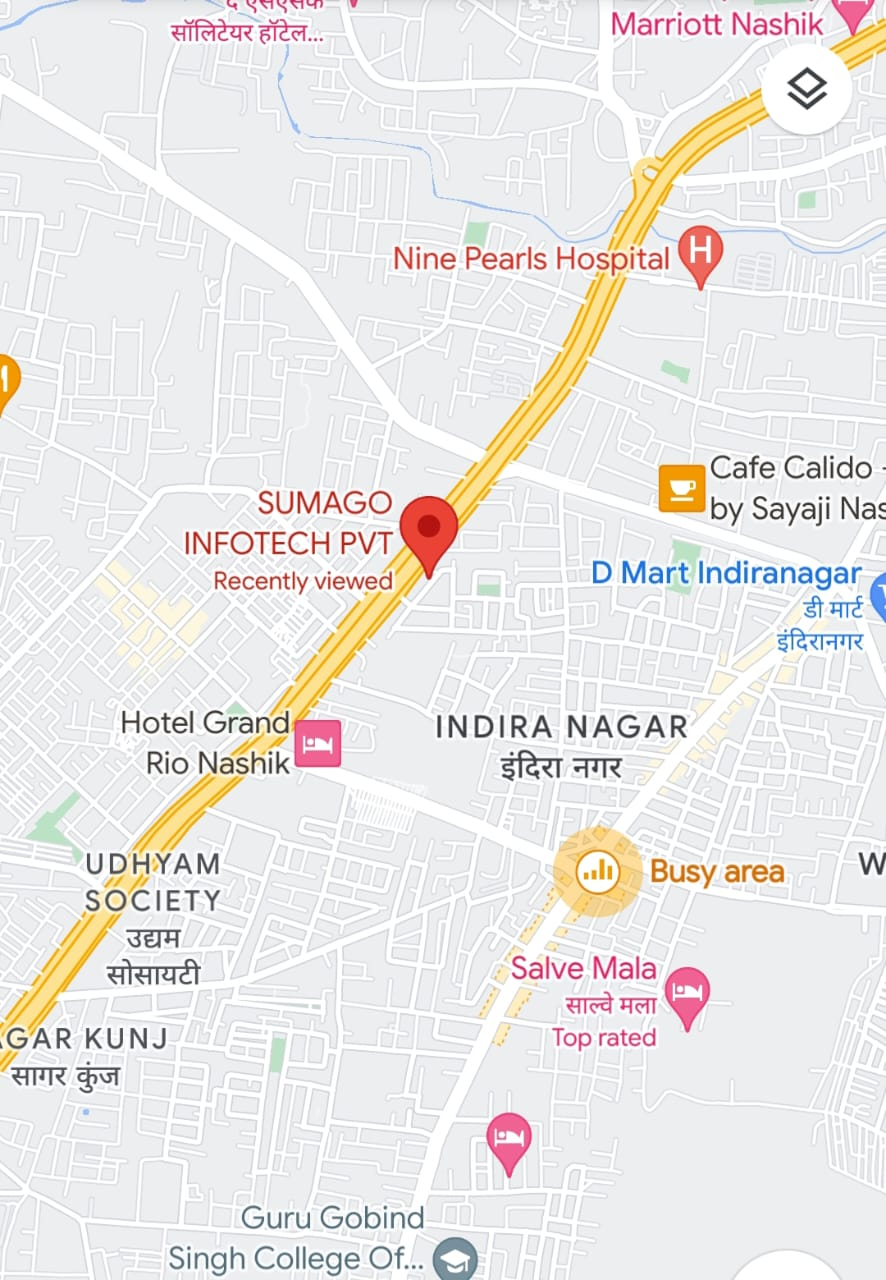 द एसएसके
सॉलिटेयर हॉटेल...
Marriott Nashik
Nine Pearls Hospital
H
Cafe Calido -
by Sayaji Nas
SUMAGO
INFOTECH PVT
Recently viewed
D Mart Indiranagar
डी मार्ट
इंदिरानगर
Hotel Grand
Rio Nashik
INDIRA NAGAR
इंदिरा नगर
UDHYAM
SOCIETY
उद्यम
सोसायटी
Busy area
W
Salve Mala
साल्वे मला
Top rated
AGAR KUNJ
सागर कुंज
Guru Gobind
Singh College Of...